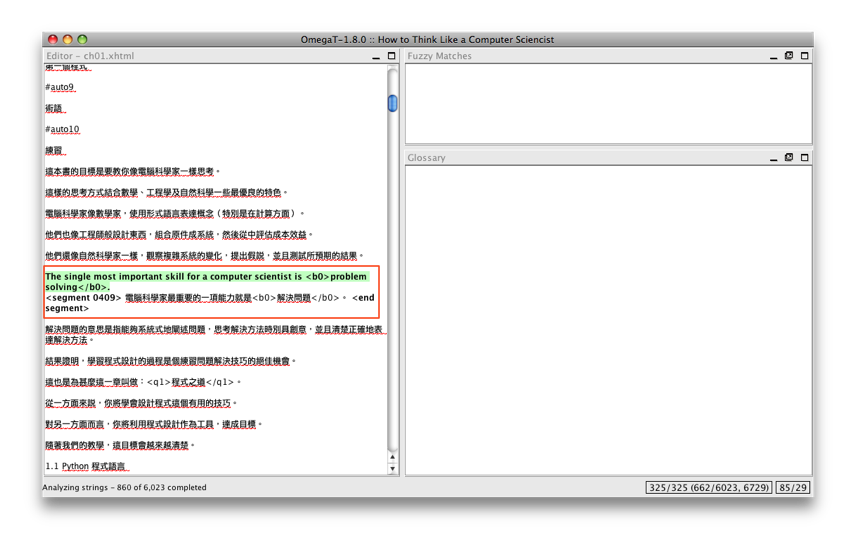 OmegaT-1.8.0 :: How to Think Like a Computer Sciencist
Editor – ch01.xhtml
第一個程式
#auto9
術語
#auto10
練習
這本書的目標是要教你像電腦科學家一樣思考。
這樣的思考方式結合數學、工程學及自然科學一些最優良的特色。
電腦科學家像數學家，使用形式語言表達概念（特別是在計算方面）。
他們也像工程師般設計東西，組合原件成系統，然後從中評估成本效益。
他們還像自然科學家一樣，觀察複雜系統的變化，提出假說，並且測試所預期的結果。
The single most important skill for a computer scientist is <b0>problem
solving</b0>.
<segment 0409> 電腦科學家最重要的一項能力就是<b0>解決問題</b0>。 <end
segment>
解決問題的意思是指能夠系統式地闡述問題，思考解決方法時別具創意，並且清楚正確地表
達解決方法。
結果證明，學習程式設計的過程是個練習問題解決技巧的絕佳機會。
這也是為甚麼這一章叫做：<q1>程式之道</q1>。
從一方面來說，你將學會設計程式這個有用的技巧。
對另一方面而言，你將利用程式設計作為工具，達成目標。
隨著我們的教學，這目標會越來越清楚。
1.1 Python 程式語言
Fuzzy Matches
Glossary
Analyzing strings – 860 of 6,023 completed
325/325 (662/6023, 6729)
85/29